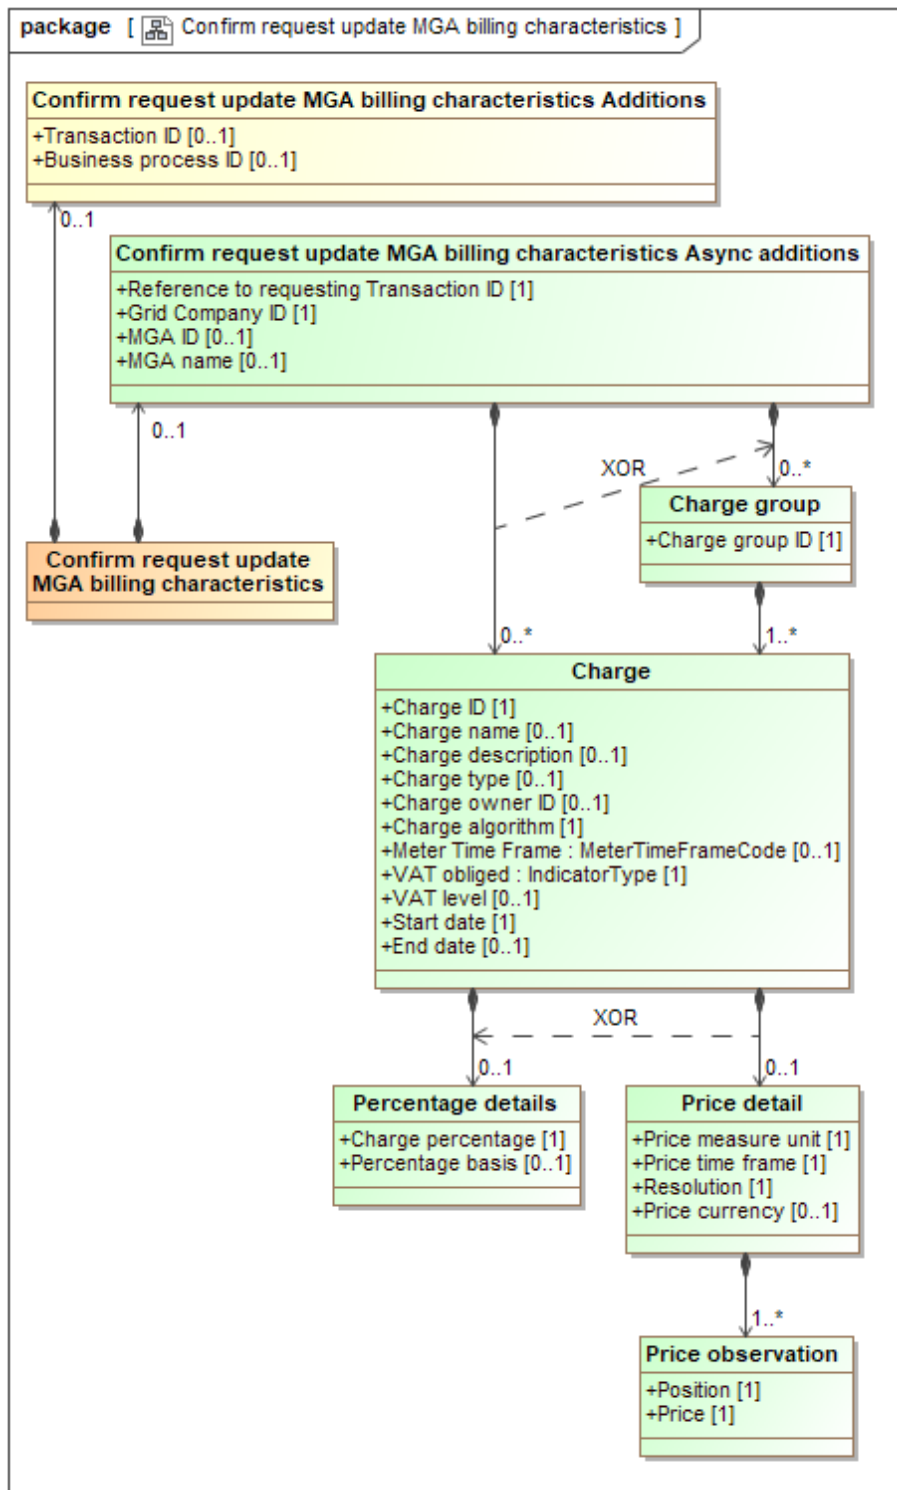 package [ Confirm request update MGA billing characteristics ]
Confirm request update MGA billing characteristics Additions
+Transaction ID [0..1]
+Business process ID [0..1]
0..1
Confirm request update MGA billing characteristics Async additions
+Reference to requesting Transaction ID [1]
+Grid Company ID [1]
+MGA ID [0..1]
+MGA name [0..1]
0..1
XOR
0..*
Charge group
+Charge group ID [1]
Confirm request update
MGA billing characteristics
0..*
1..*
Charge
+Charge ID [1]
+Charge name [0..1]
+Charge description [0..1]
+Charge type [0..1]
+Charge owner ID [0..1]
+Charge algorithm [1]
+Meter Time Frame : MeterTimeFrameCode [0..1]
+VAT obliged : IndicatorType [1]
+VAT level [0..1]
+Start date [1]
+End date [0..1]
XOR
0..1
0..1
Percentage details
+Charge percentage [1]
+Percentage basis [0..1]
Price detail
+Price measure unit [1]
+Price time frame [1]
+Resolution [1]
+Price currency [0..1]
1..*
Price observation
+Position [1]
+Price [1]